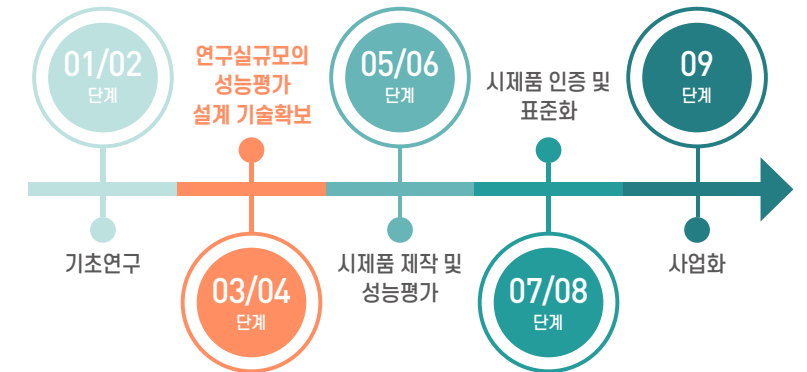 01/02
단계
기초연구
연구실규모의
성능평가
설계 기술확보
03/04
단계
05/06
단계
시제품 제작 및
성능평가
시제품 인증 및
표준화
07/08
단계
09
단계
사업화